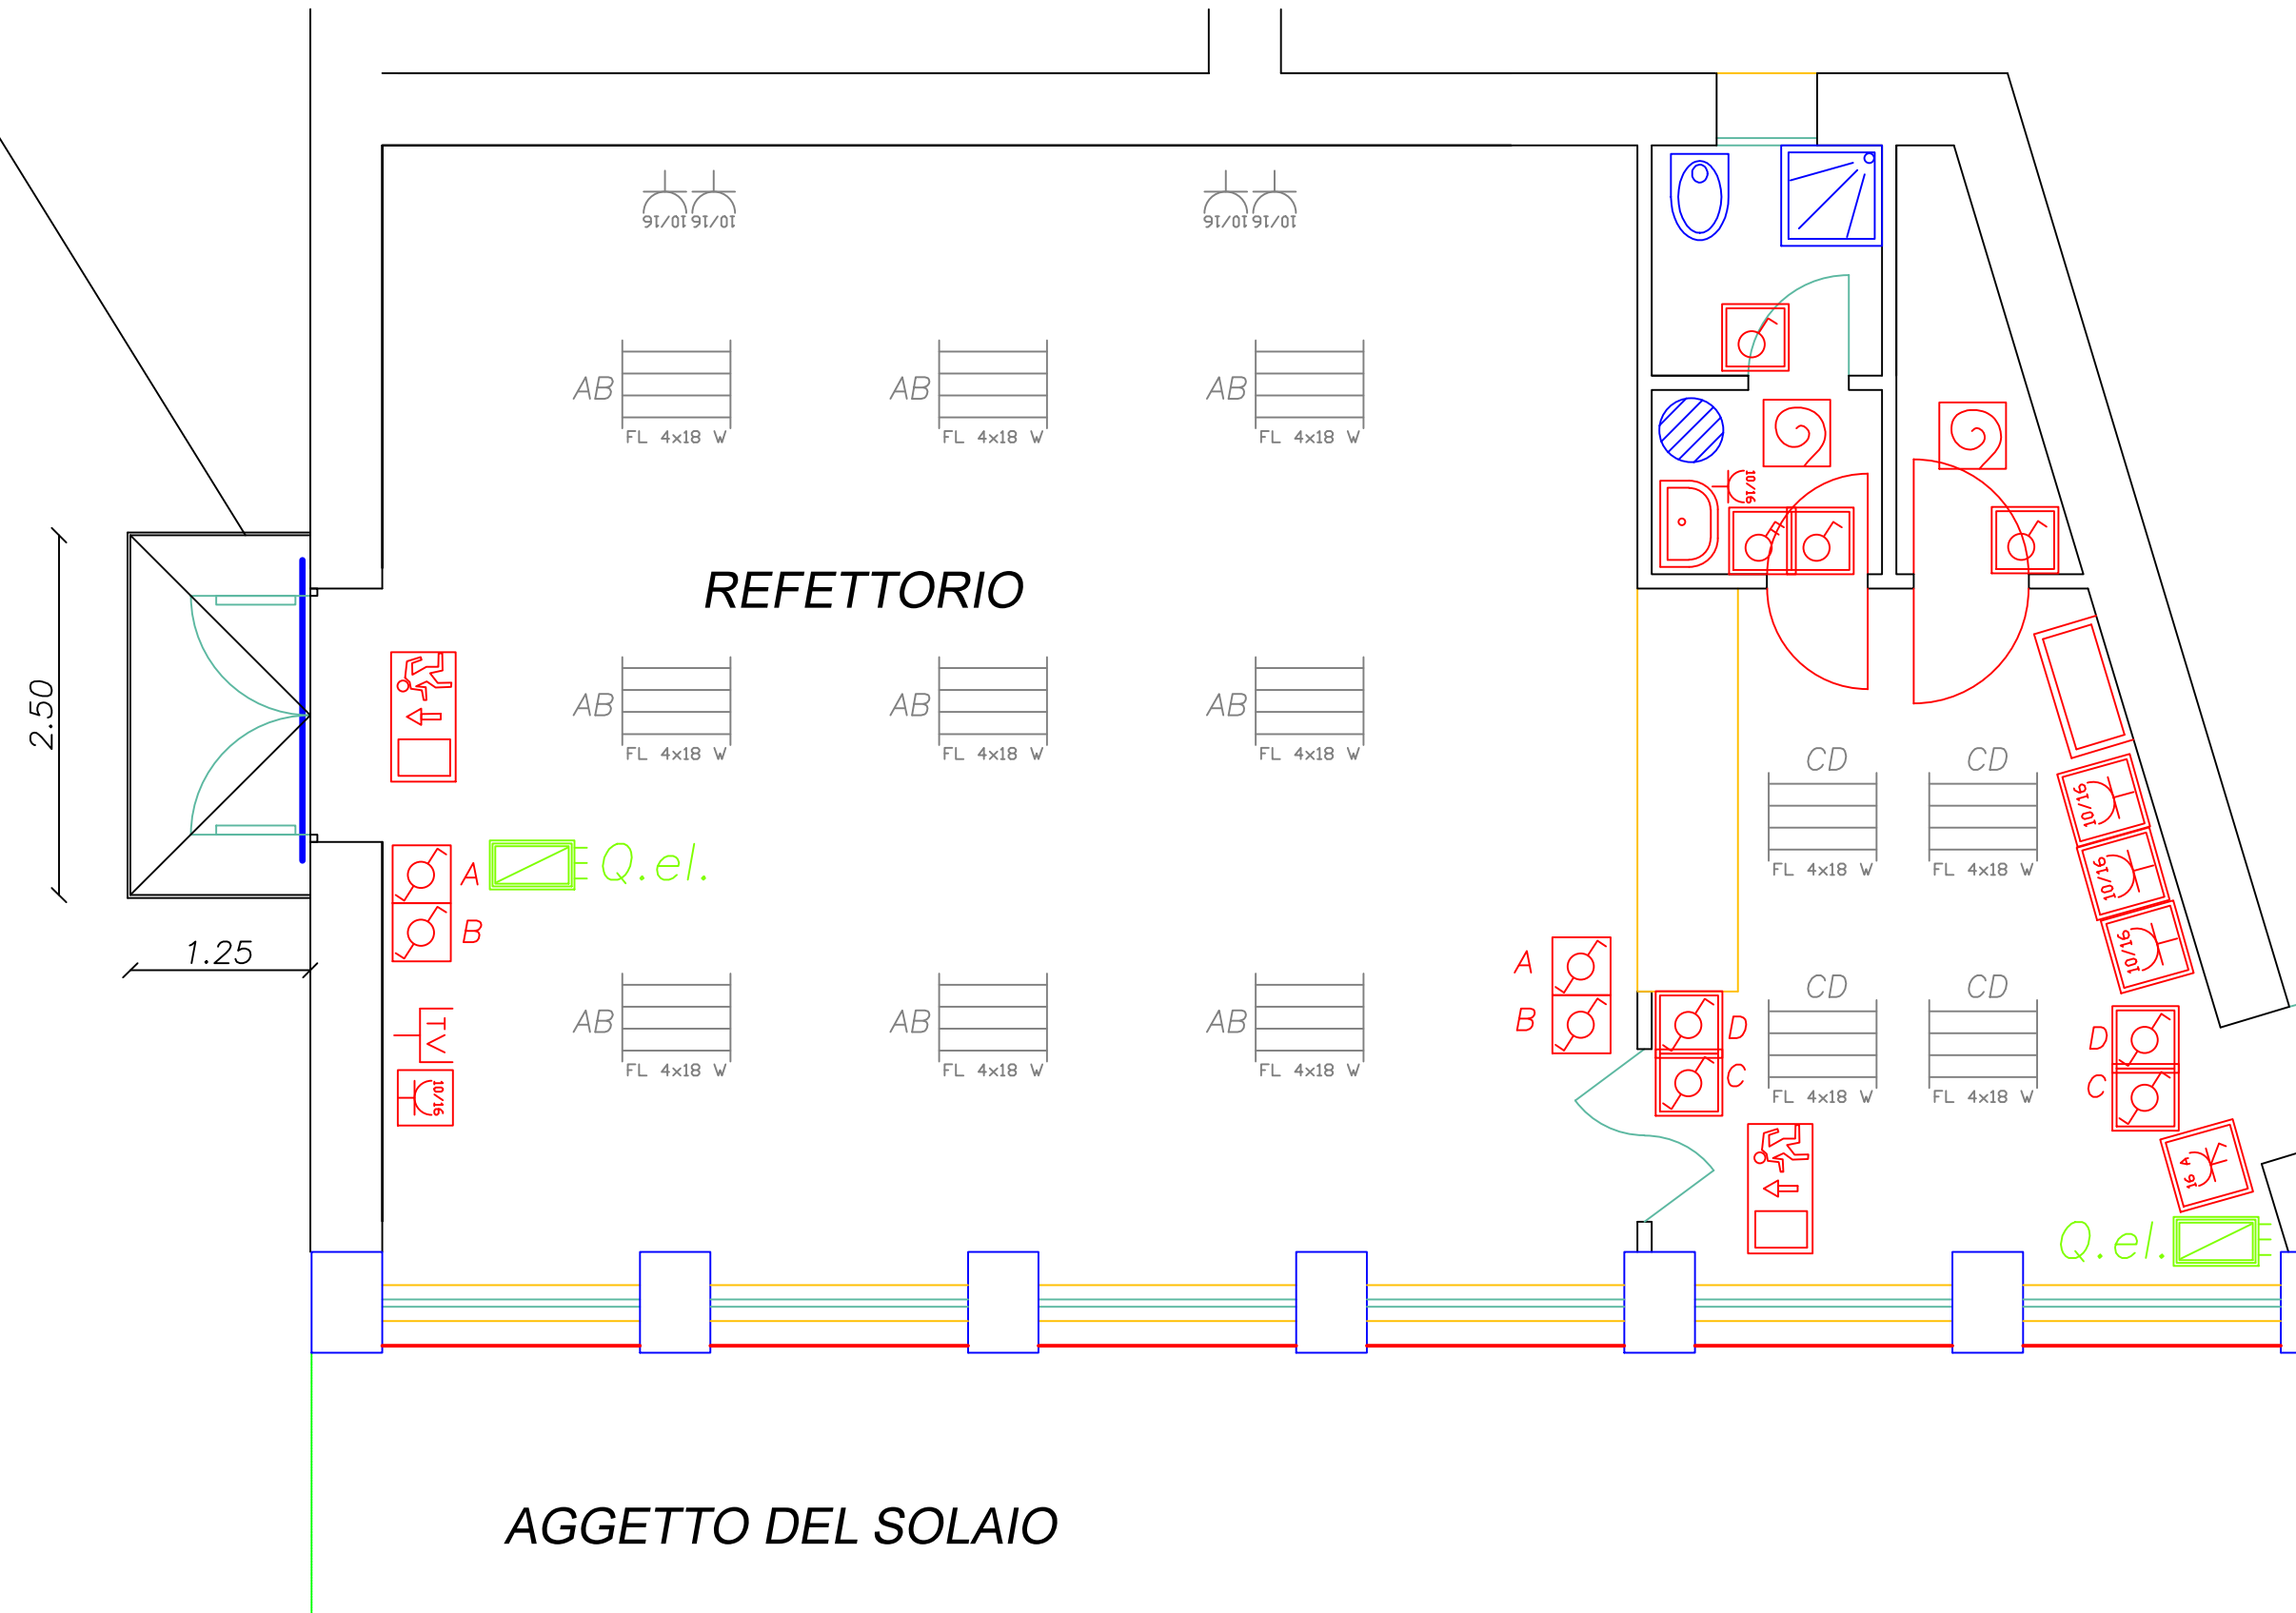 10/16 10/16 10/16 10/16
AB AB AB
FL 4x18 W FL 4x18 W FL 4x18 W
10/16
REFETTORIO
2.50
AB AB AB
FL 4x18 W FL 4x18 W FL 4x18 W
CD CD
10/16
FL 4x18 W FL 4x18 W
10/16
A Q.el.
B
10/16
1.25
A
B
CD CD
AB AB AB
FL 4x18 W FL 4x18 W FL 4x18 W
TV
10/16
D
C
D
C
FL 4x18 W FL 4x18 W
16 A
Q.el.
AGGETTO DEL SOLAIO